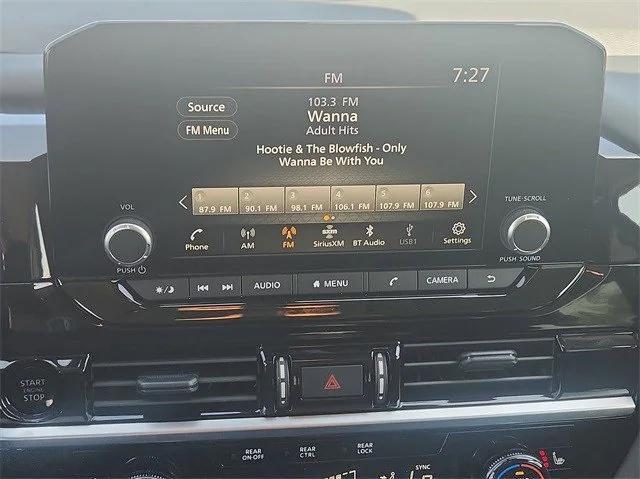 FM
7:27
Source
FM Menu
103.3 FM
Wanna
Adult Hits
Hootie & The Blowfish - Only
Wanna Be With You
1 2 3 4 5 6
87.9 FM 90.1 FM 98.1 FM 106.1 FM 107.9 FM 107.9 FM
Phone AM FM SiriusXM BT Audio USB1 Settings
VOL
PUSH
TUNE·SCROLL
PUSH SOUND
AUDIO MENU CAMERA
START
ENGINE
STOP
REAR
ON·OFF
REAR
CTRL
REAR
LOCK
SYNC